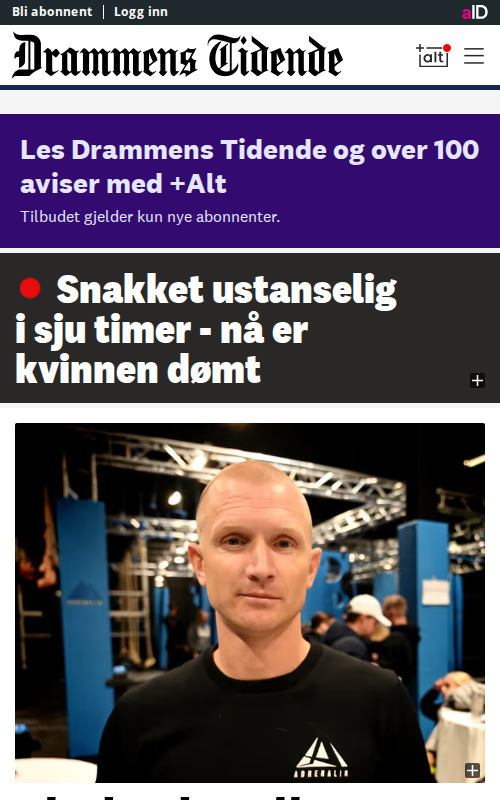 Bli abonnent | Logg inn
aID
Drammens Tidende
+alt
Les Drammens Tidende og over 100
aviser med +Alt
Tilbudet gjelder kun nye abonnenter.
Snakket ustanselig
i sju timer - nå er
kvinnen dømt
ADRENALIN